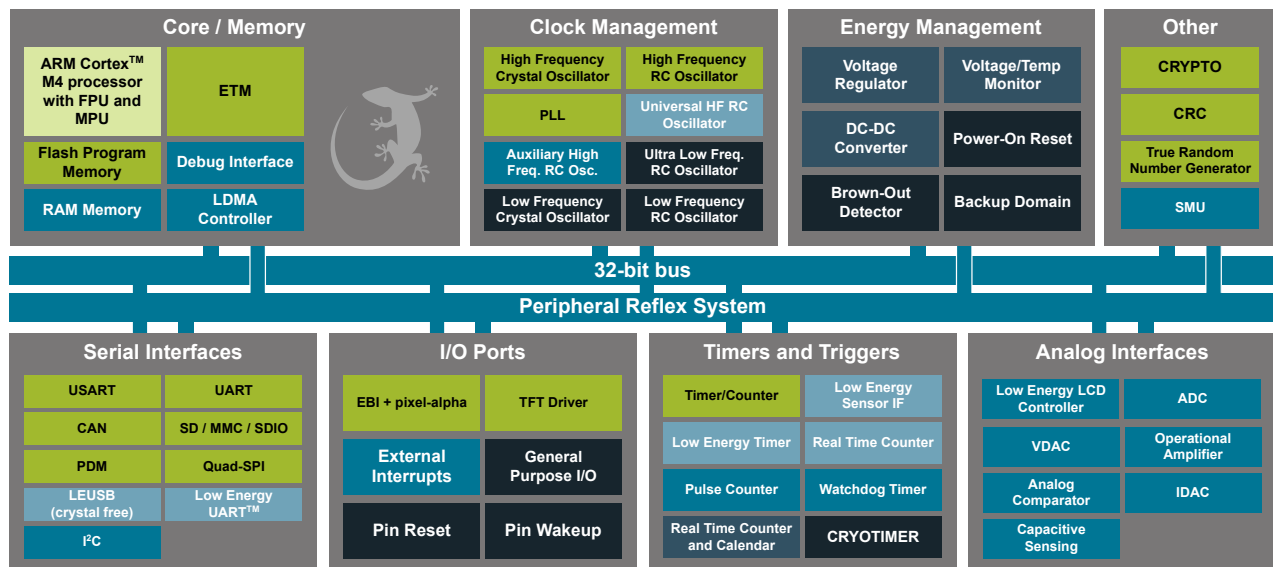 Core / Memory
ARM Cortex™
M4 processor
with FPU and
MPU
ETM
Flash Program
Memory
Debug Interface
RAM Memory
LDMA
Controller
Clock Management
High Frequency
Crystal Oscillator
High Frequency
RC Oscillator
PLL
Universal HF RC
Oscillator
Auxiliary High
Freq. RC Osc.
Ultra Low Freq.
RC Oscillator
Low Frequency
Crystal Oscillator
Low Frequency
RC Oscillator
Energy Management
Voltage
Regulator
Voltage/Temp
Monitor
DC-DC
Converter
Power-On Reset
Brown-Out
Detector
Backup Domain
Other
CRYPTO
CRC
True Random
Number Generator
SMU
32-bit bus
Peripheral Reflex System
Serial Interfaces
USART
UART
CAN
SD / MMC / SDIO
PDM
Quad-SPI
LEUSB
(crystal free)
Low Energy
UART™
I²C
I/O Ports
EBI + pixel-alpha
TFT Driver
External
Interrupts
General
Purpose I/O
Pin Reset
Pin Wakeup
Timers and Triggers
Timer/Counter
Low Energy
Sensor IF
Low Energy Timer
Real Time Counter
Pulse Counter
Watchdog Timer
Real Time Counter
and Calendar
CRYOTIMER
Analog Interfaces
Low Energy LCD
Controller
ADC
VDAC
Operational
Amplifier
Analog
Comparator
IDAC
Capacitive
Sensing